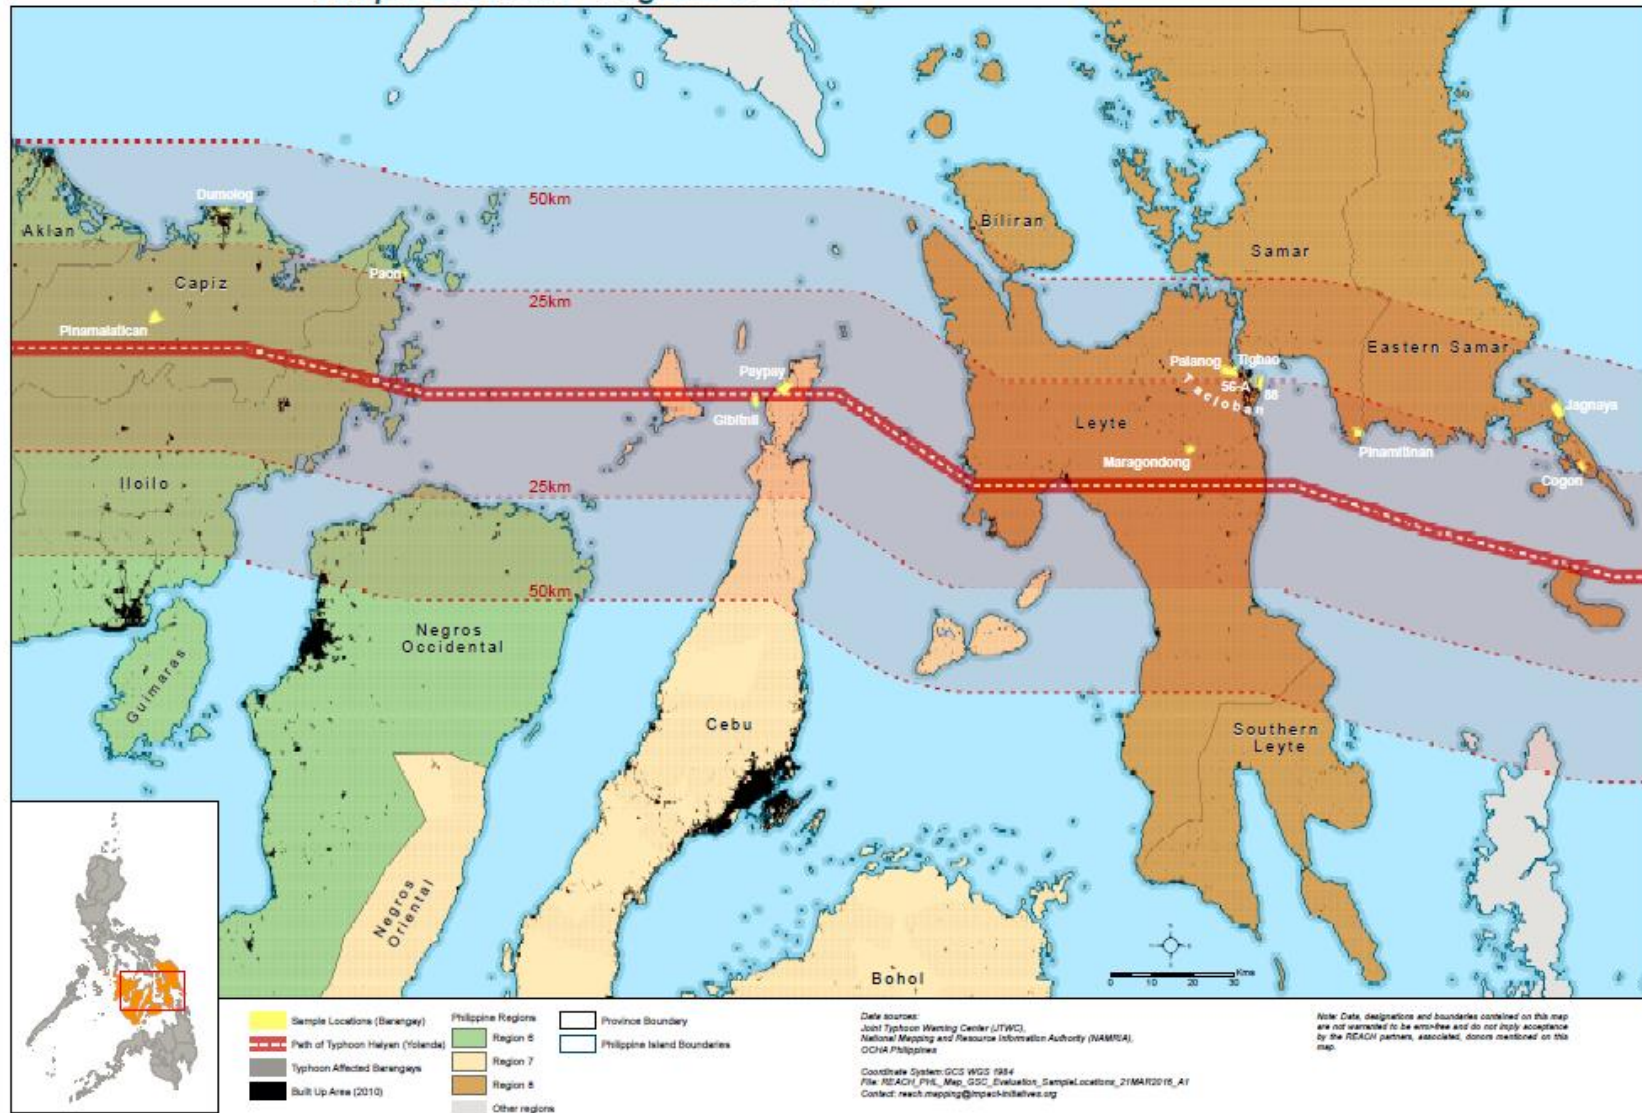 50km
Dumolog
Aklan
Biliran
Samar
Capiz
Paon
25km
Pinamalatican
Eastern Samar
Palanog
Tigbao
Paypay
56-A
88
Tacloban
Gibitnil
Jagnaya
Leyte
Pinamitinan
Maragondong
Iloilo
25km
Cogon
50km
Negros
Occidental
Guimaras
Cebu
Southern
Leyte
Negros
Oriental
Bohol
Kms
0 10 20 30
Sample Locations (Barangay)
Path of Typhoon Haiyan (Yolanda)
Typhoon Affected Barangays
Built Up Area (2010)
Philippine Regions
Region 6
Region 7
Region 8
Other regions
Province Boundary
Philippine Island Boundaries
Data sources:
Joint Typhoon Warning Center (JTWC),
National Mapping and Resource Information Authority (NAMRIA),
OCHA Philippines
Coordinate System: GCS WGS 1984
File: REACH_PHL_Map_GSC_Evaluation_SampleLocations_21MAR2016_A1
Contact: reach.mapping@impact-initiatives.org
Note: Data, designations and boundaries contained on this map
are not warranted to be error-free and do not imply acceptance
by the REACH partners, associated, donors mentioned on this
map.